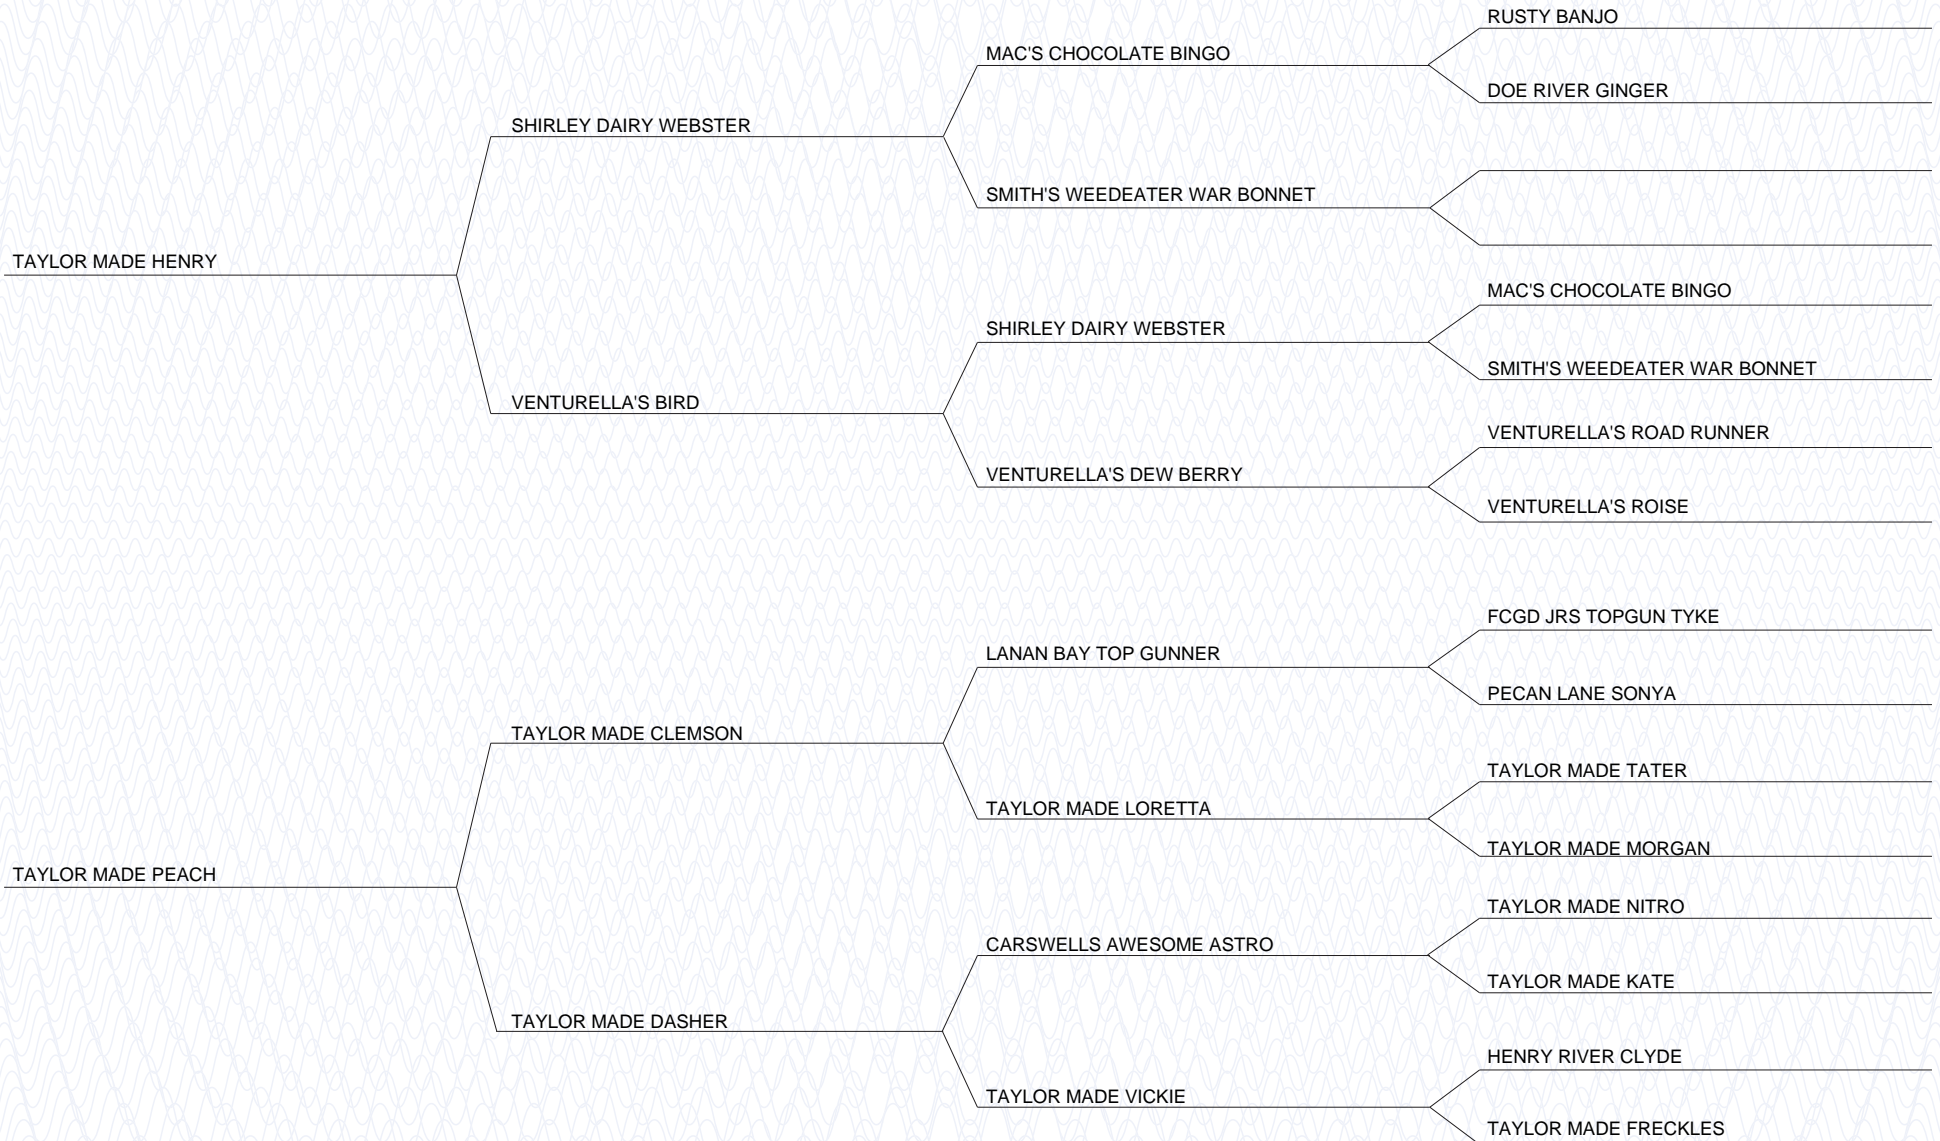 RUSTY BANJO
MAC'S CHOCOLATE BINGO
DOE RIVER GINGER
SHIRLEY DAIRY WEBSTER
SMITH'S WEEDEATER WAR BONNET
TAYLOR MADE HENRY
MAC'S CHOCOLATE BINGO
SHIRLEY DAIRY WEBSTER
SMITH'S WEEDEATER WAR BONNET
VENTURELLA'S BIRD
VENTURELLA'S ROAD RUNNER
VENTURELLA'S DEW BERRY
VENTURELLA'S ROISE
FCGD JRS TOPGUN TYKE
LANAN BAY TOP GUNNER
PECAN LANE SONYA
TAYLOR MADE CLEMSON
TAYLOR MADE TATER
TAYLOR MADE LORETTA
TAYLOR MADE MORGAN
TAYLOR MADE PEACH
TAYLOR MADE NITRO
CARSWELLS AWESOME ASTRO
TAYLOR MADE KATE
TAYLOR MADE DASHER
HENRY RIVER CLYDE
TAYLOR MADE VICKIE
TAYLOR MADE FRECKLES